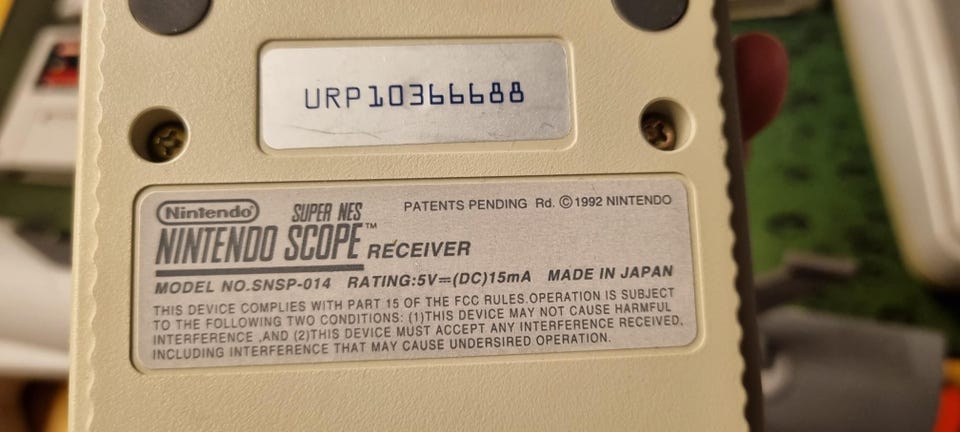 URP10366688
Nintendo SUPER NES PATENTS PENDING Rd. ©1992 NINTENDO
NINTENDO SCOPE™ RECEIVER
MODEL NO.SNSP-014 RATING:5V⎓(DC)15mA MADE IN JAPAN
THIS DEVICE COMPLIES WITH PART 15 OF THE FCC RULES.OPERATION IS SUBJECT
TO THE FOLLOWING TWO CONDITIONS: (1)THIS DEVICE MAY NOT CAUSE HARMFUL
INTERFERENCE ,AND (2)THIS DEVICE MUST ACCEPT ANY INTERFERENCE RECEIVED,
INCLUDING INTERFERENCE THAT MAY CAUSE UNDERSIRED OPERATION.